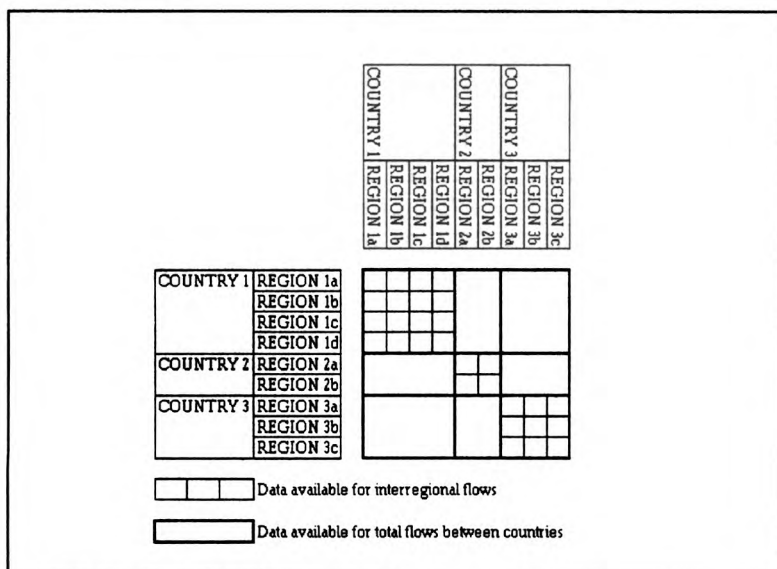 COUNTRY 1
COUNTRY 2
COUNTRY 3
REGION 1a
REGION 1b
REGION 1c
REGION 1d
REGION 2a
REGION 2b
REGION 3a
REGION 3b
REGION 3c
COUNTRY 1 REGION 1a
REGION 1b
REGION 1c
REGION 1d
COUNTRY 2 REGION 2a
REGION 2b
COUNTRY 3 REGION 3a
REGION 3b
REGION 3c
Data available for interregional flows
Data available for total flows between countries